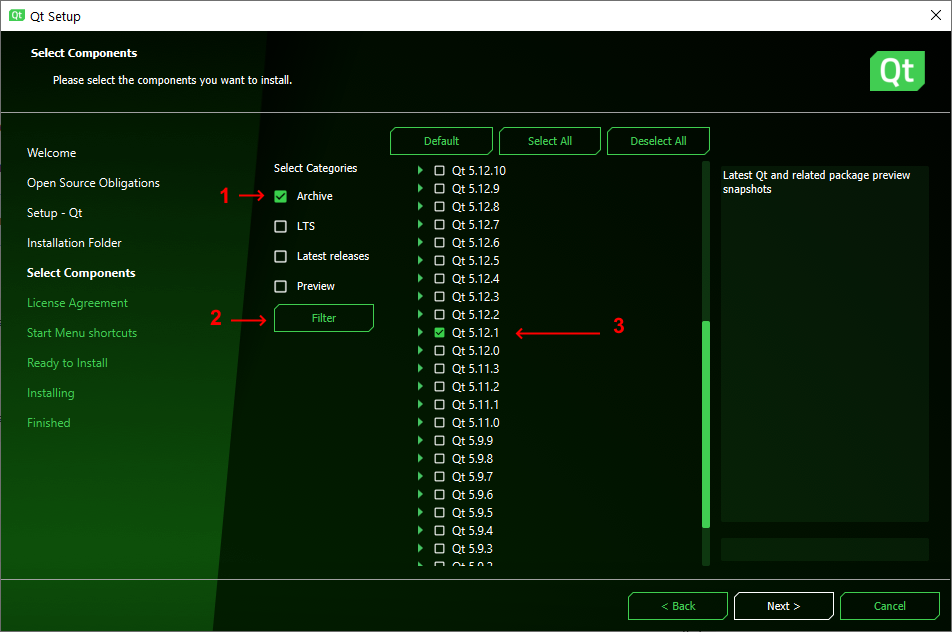 Qt Qt Setup
Select Components
Please select the components you want to install.
Qt
Welcome
Open Source Obligations
Setup - Qt
Installation Folder
Select Components
License Agreement
Start Menu shortcuts
Ready to Install
Installing
Finished
Select Categories
1
Archive
LTS
Latest releases
Preview
2
Filter
Default
Select All
Deselect All
Qt 5.12.10
Qt 5.12.9
Qt 5.12.8
Qt 5.12.7
Qt 5.12.6
Qt 5.12.5
Qt 5.12.4
Qt 5.12.3
Qt 5.12.2
Qt 5.12.1
3
Qt 5.12.0
Qt 5.11.3
Qt 5.11.2
Qt 5.11.1
Qt 5.11.0
Qt 5.9.9
Qt 5.9.8
Qt 5.9.7
Qt 5.9.6
Qt 5.9.5
Qt 5.9.4
Qt 5.9.3
Latest Qt and related package preview
snapshots
< Back
Next >
Cancel